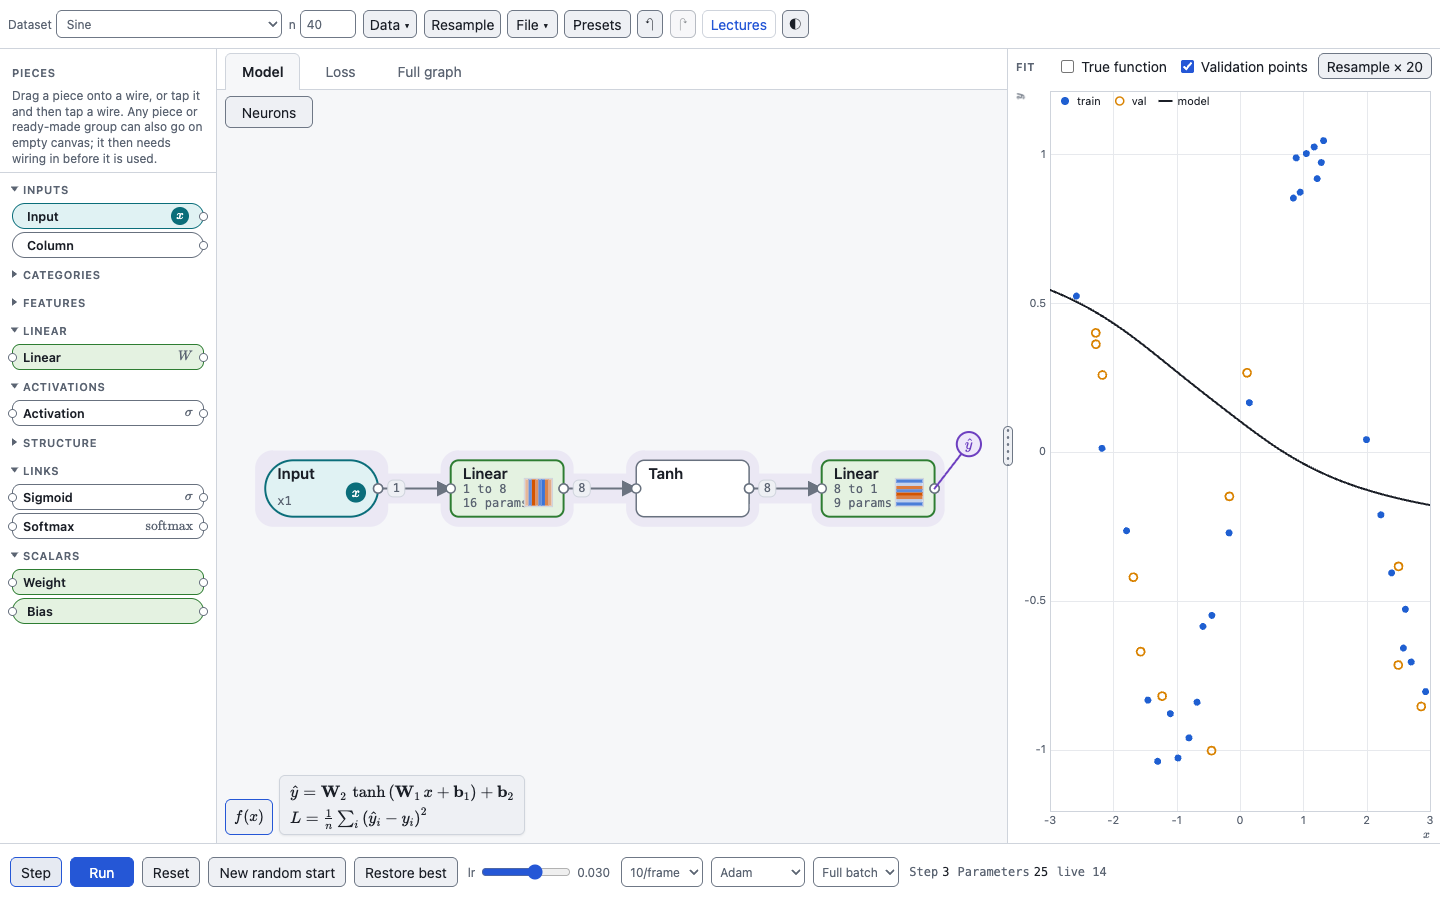 Dataset Sine n 40 Data ▾ Resample File ▾ Presets Lectures
PIECES
Drag a piece onto a wire, or tap it
and then tap a wire. Any piece or
ready-made group can also go on
empty canvas; it then needs
wiring in before it is used.
INPUTS
Input x
Column
CATEGORIES
FEATURES
LINEAR
Linear W
ACTIVATIONS
Activation σ
STRUCTURE
LINKS
Sigmoid σ
Softmax softmax
SCALARS
Weight
Bias
Model Loss Full graph
Neurons
Input
x1
x
1
Linear
1 to 8
16 params
8
Tanh
8
Linear
8 to 1
9 params
ŷ
f(x)
ŷ = W₂ tanh (W₁ x + b₁) + b₂
L = 1/n ∑ᵢ (ŷᵢ − yᵢ)²
FIT True function Validation points Resample × 20
train val model
1
0.5
0
-0.5
-1
-3 -2 -1 0 1 2 3
x
Step Run Reset New random start Restore best lr 0.030 10/frame Adam Full batch Step 3 Parameters 25 live 14